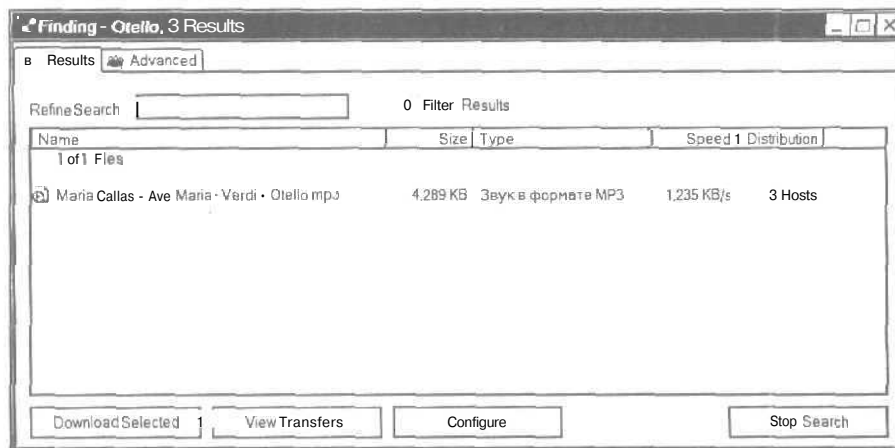 Finding - Otello, 3 Results
в Results Advanced
Refine Search 0 Filter Results
Name Size Type Speed 1 Distribution
1 of 1 Files
Maria Callas - Ave Maria - Verdi • Otello mp3 4,289 KB Звук в формате MP3 1,235 KB/s 3 Hosts
Download Selected 1 View Transfers Configure Stop Search